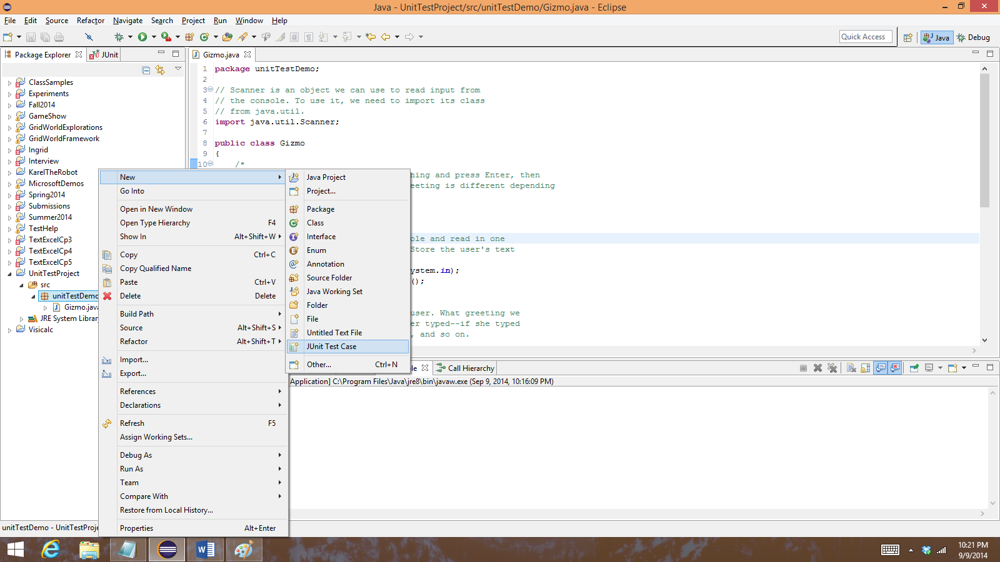 Java - UnitTestProject/src/unitTestDemo/Gizmo.java - Eclipse
File Edit Source Refactor Navigate Search Project Run Window Help
Quick Access
Java
Debug
Package Explorer
JUnit
ClassSamples
Experiments
Fall2014
GameShow
GridWorldExplorations
GridWorldFramework
Ingrid
Interview
KarelTheRobot
MicrosoftDemos
Spring2014
Submissions
Summer2014
TestHelp
TextExcelCp3
TextExcelCp4
TextExcelCp5
UnitTestProject
src
unitTestDemo
Gizmo.java
JRE System Library
Visicalc
Gizmo.java
1 package unitTestDemo;
2
3 // Scanner is an object we can use to read input from
4 // the console. To use it, we need to import its class
5 // from java.util.
6 import java.util.Scanner;
7
8 public class Gizmo
9 {
10 /*
hing and press Enter, then
eeting is different depending
ole and read in one
Store the user's text
ystem.in);
();
user. What greeting we
er typed--if she typed
, and so on.
New
Go Into
Open in New Window
Open Type Hierarchy F4
Show In Alt+Shift+W
Copy Ctrl+C
Copy Qualified Name
Paste Ctrl+V
Delete Delete
Build Path
Source Alt+Shift+S
Refactor Alt+Shift+T
Import...
Export...
References
Declarations
Refresh F5
Assign Working Sets...
Debug As
Run As
Team
Compare With
Restore from Local History...
Properties Alt+Enter
Java Project
Project...
Package
Class
Interface
Enum
Annotation
Source Folder
Java Working Set
Folder
File
Untitled Text File
JUnit Test Case
Other... Ctrl+N
le
Call Hierarchy
Application] C:\Program Files\Java\jre8\bin\javaw.exe (Sep 9, 2014, 10:16:09 PM)
unitTestDemo - UnitTestProje
10:21 PM
9/9/2014